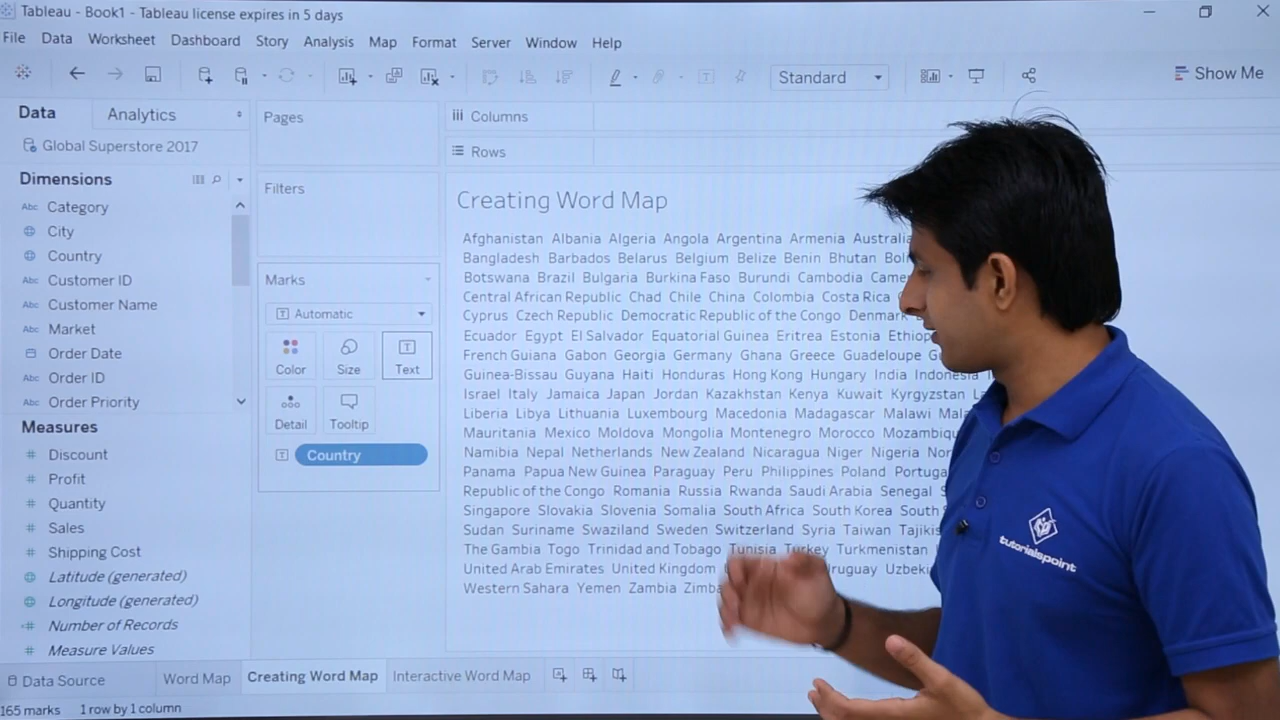 Tableau - Book1 - Tableau license expires in 5 days
File Data Worksheet Dashboard Story Analysis Map Format Server Window Help
Standard
Show Me
Data Analytics
Global Superstore 2017
Dimensions
Abc Category
City
Country
Abc Customer ID
Abc Customer Name
Abc Market
Order Date
Abc Order ID
Abc Order Priority
Measures
# Discount
# Profit
# Quantity
# Sales
# Shipping Cost
Latitude (generated)
Longitude (generated)
Number of Records
# Measure Values
Pages
Filters
Marks
Automatic
Color Size Text
Detail Tooltip
Country
Columns
Rows
Creating Word Map
Afghanistan Albania Algeria Angola Argentina Armenia
Bangladesh Barbados Belarus Belgium Belize Benin Bhutan
Botswana Brazil Bulgaria Burkina Faso Burundi Cambodia
Central African Republic Chad Chile China Colombia Costa Rica
Cyprus Czech Republic Democratic Republic of the Congo Denmark
Ecuador Egypt El Salvador Equatorial Guinea Eritrea Estonia
French Guiana Gabon Georgia Germany Ghana Greece Guadeloupe
Guinea-Bissau Guyana Haiti Honduras Hong Kong Hungary India Indonesia
Israel Italy Jamaica Japan Jordan Kazakhstan Kenya Kuwait Kyrgyzstan
Liberia Libya Lithuania Luxembourg Macedonia Madagascar Malawi
Mauritania Mexico Moldova Mongolia Montenegro Morocco
Namibia Nepal Netherlands New Zealand Nicaragua Niger Nigeria
Panama Papua New Guinea Paraguay Peru Philippines Poland
Republic of the Congo Romania Russia Rwanda Saudi Arabia Senegal
Singapore Slovakia Slovenia Somalia South Africa South Korea South
Sudan Suriname Swaziland Sweden Switzerland Syria Taiwan
The Gambia Togo Trinidad and Tobago Tunisia Turkey Turkmenistan
United Arab Emirates United Kingdom
Western Sahara Yemen Zambia
tutorialspoint
Data Source Word Map Creating Word Map Interactive Word Map
165 marks 1 row by 1 column